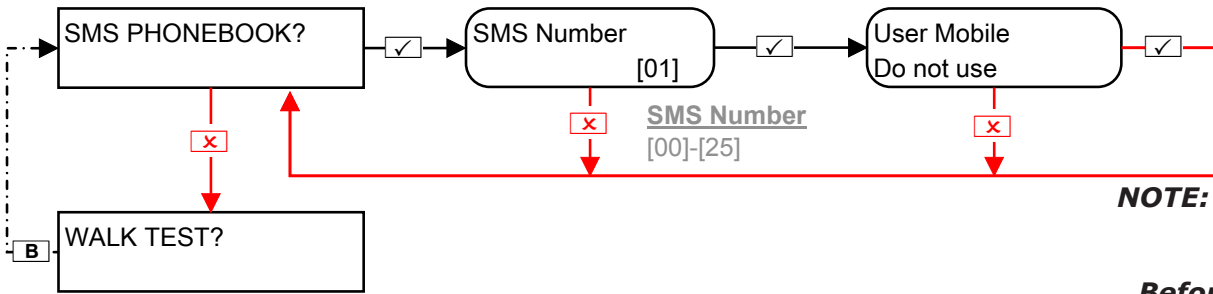 SMS PHONEBOOK?
SMS Number
[01]
User Mobile
Do not use
SMS Number
[00]-[25]
NOTE:
WALK TEST?
B